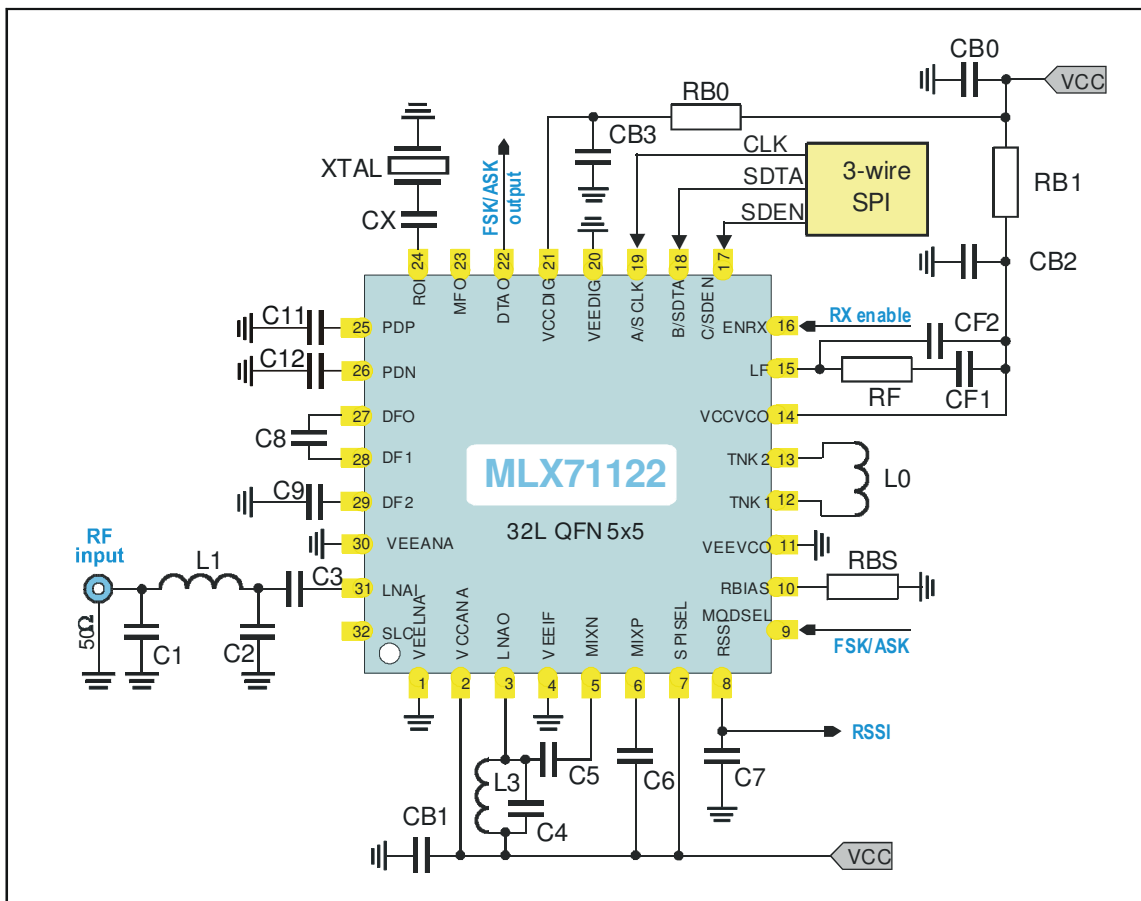 CB0
VCC
RB0
CB3
CLK
SDTA
SDEN
3-wire
SPI
RB1
XTAL
CX
FSK/ASK
output
CB2
24
23
22
21
20
19
18
17
ROI
MFO
DTAO
VCCDIG
VEEDIG
A/SCLK
B/SDTA
C/SDEN
C11
25
PDP
ENRX
16
RX enable
C12
26
PDN
LF
15
CF2
RF
CF1
27
DFO
VCCVCO
14
C8
28
DF1
MLX71122
TNK2
13
L0
C9
29
DF2
32L QFN 5x5
TNK1
12
30
VEEANA
VEEVCO
11
RF
input
50Ω
L1
C3
31
LNAI
RBIAS
10
RBS
C1
C2
32
SLC
MODSEL
9
FSK/ASK
VEELNA
VCCANA
LNAO
VEEIF
MIXN
MIXP
SPISEL
RSSI
1
2
3
4
5
6
7
8
RSSI
L3
C5
C6
C7
CB1
C4
VCC